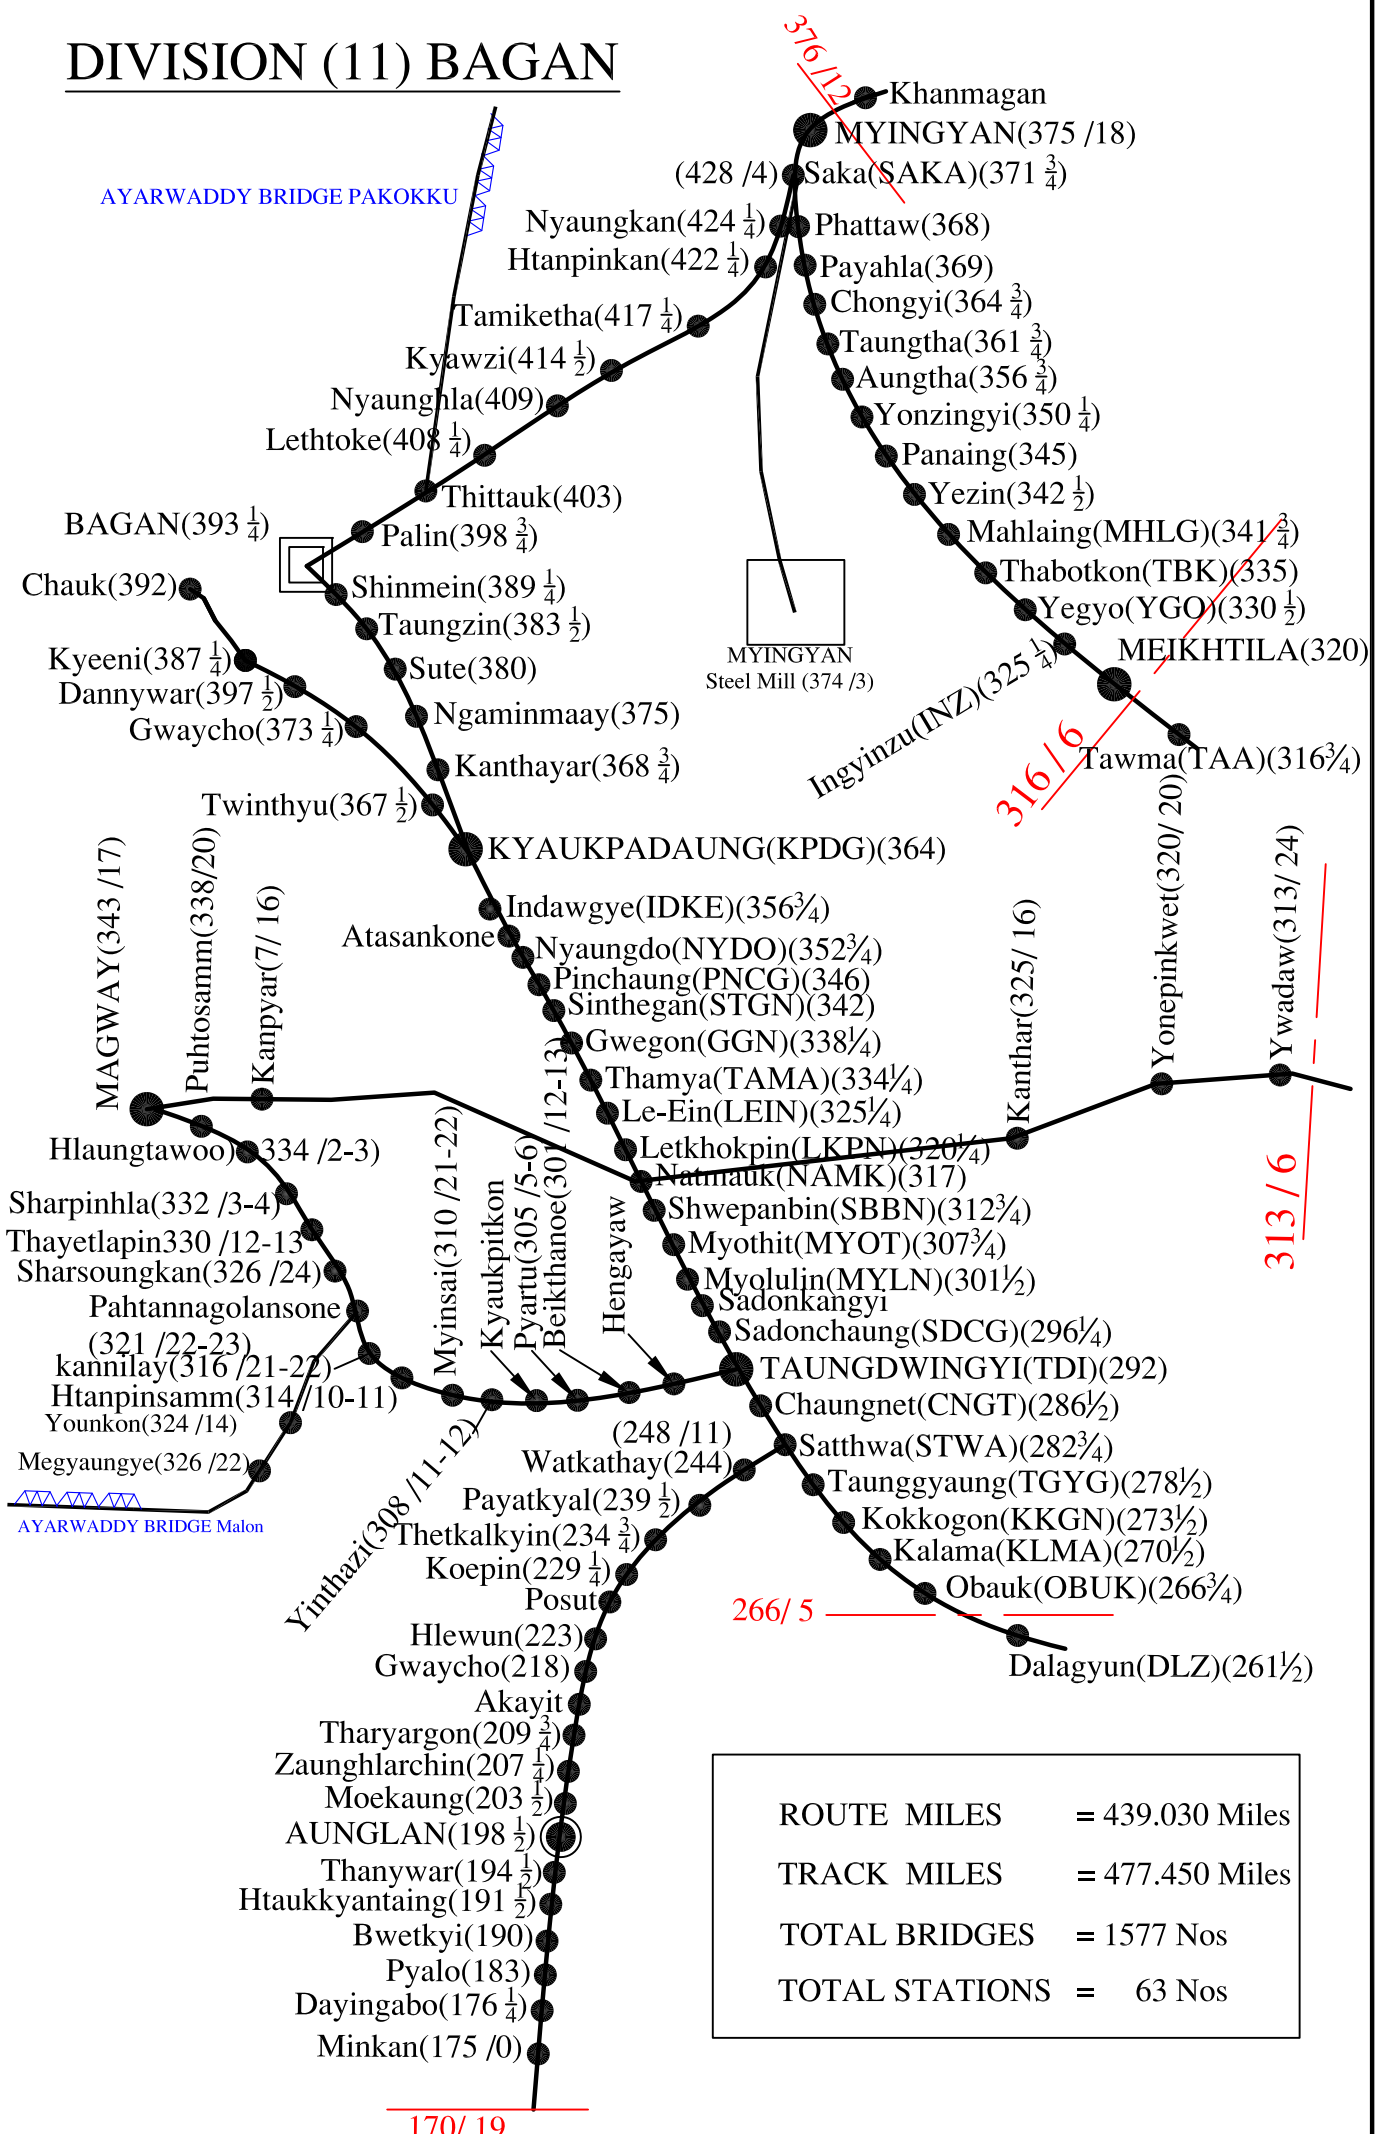 DIVISION (11) BAGAN
376 /12
Khanmagan
MYINGYAN(375 /18)
(428 /4)
Saka(SAKA)(371 3/4)
AYARWADDY BRIDGE PAKOKKU
Nyaungkan(424 1/4)
Phattaw(368)
Htanpinkan(422 1/4)
Payahla(369)
Chongyi(364 3/4)
Tamiketha(417 1/4)
Taungtha(361 3/4)
Kyawzi(414 1/2)
Aungtha(356 3/4)
Nyaunghla(409)
Yonzingyi(350 1/4)
Lethtoke(408 1/4)
Panaing(345)
Thittauk(403)
Yezin(342 1/2)
BAGAN(393 1/4)
Palin(398 3/4)
Mahlaing(MHLG)(341 3/4)
Chauk(392)
Shinmein(389 1/4)
Thabotkon(TBK)(335)
Taungzin(383 1/2)
Yegyo(YGO)(330 1/2)
Kyeeni(387 1/4)
Sute(380)
MYINGYAN
Steel Mill (374 /3)
MEIKHTILA(320)
Ingyinzu(INZ)(325 1/4)
Dannywar(397 1/2)
Ngaminmaay(375)
Gwaycho(373 1/4)
316 / 6
Tawma(TAA)(316¾)
Kanthayar(368 3/4)
Twinthyu(367 1/2)
KYAUKPADAUNG(KPDG)(364)
MAGWAY(343 /17)
Puhtosamm(338/20)
Kanpyar(7/ 16)
Indawgye(IDKE)(356¾)
Atasankone
Nyaungdo(NYDO)(352¾)
Pinchaung(PNCG)(346)
Sinthegan(STGN)(342)
Gwegon(GGN)(338¼)
Thamya(TAMA)(334¼)
Le-Ein(LEIN)(325¼)
Letkhokpin(LKPN)(320¼)
Natmauk(NAMK)(317)
Kanthar(325/ 16)
Yonepinkwet(320/ 20)
Ywadaw(313/ 24)
313 / 6
Shwepanbin(SBBN)(312¾)
Myothit(MYOT)(307¾)
Myolulin(MYLN)(301½)
Sadonkangyi
Sadonchaung(SDCG)(296¼)
TAUNGDWINGYI(TDI)(292)
Hlaungtawoo)
334 /2-3)
Sharpinhla(332 /3-4)
Thayetlapin330 /12-13
Sharsoungkan(326 /24)
Pahtannagolansone
(321 /22-23)
kannilay(316 /21-22)
Htanpinsamm(314 /10-11)
Younkon(324 /14)
Megyaungye(326 /22)
AYARWADDY BRIDGE Malon
Myinsai(310 /21-22)
Kyaukpitkon
Pyartu(305 /5-6)
Beikthanoe(301 /12-13)
Hengayaw
Yinthazi(308 /11-12)
Chaungnet(CNGT)(286½)
(248 /11)
Satthwa(STWA)(282¾)
Watkathay(244)
Taunggyaung(TGYG)(278½)
Payatkyal(239 1/2)
Kokkogon(KKGN)(273½)
Thetkalkyin(234 3/4)
Kalama(KLMA)(270½)
Koepin(229 1/4)
Obauk(OBUK)(266¾)
Posut
266/ 5
Hlewun(223)
Dalagyun(DLZ)(261½)
Gwaycho(218)
Akayit
Tharyargon(209 3/4)
Zaunghlarchin(207 1/4)
Moekaung(203 1/2)
AUNGLAN(198 1/2)
Thanywar(194 1/2)
Htaukkyantaing(191 1/2)
Bwetkyi(190)
Pyalo(183)
Dayingabo(176 1/4)
Minkan(175 /0)
170/ 19
ROUTE MILES = 439.030 Miles
TRACK MILES = 477.450 Miles
TOTAL BRIDGES = 1577 Nos
TOTAL STATIONS = 63 Nos